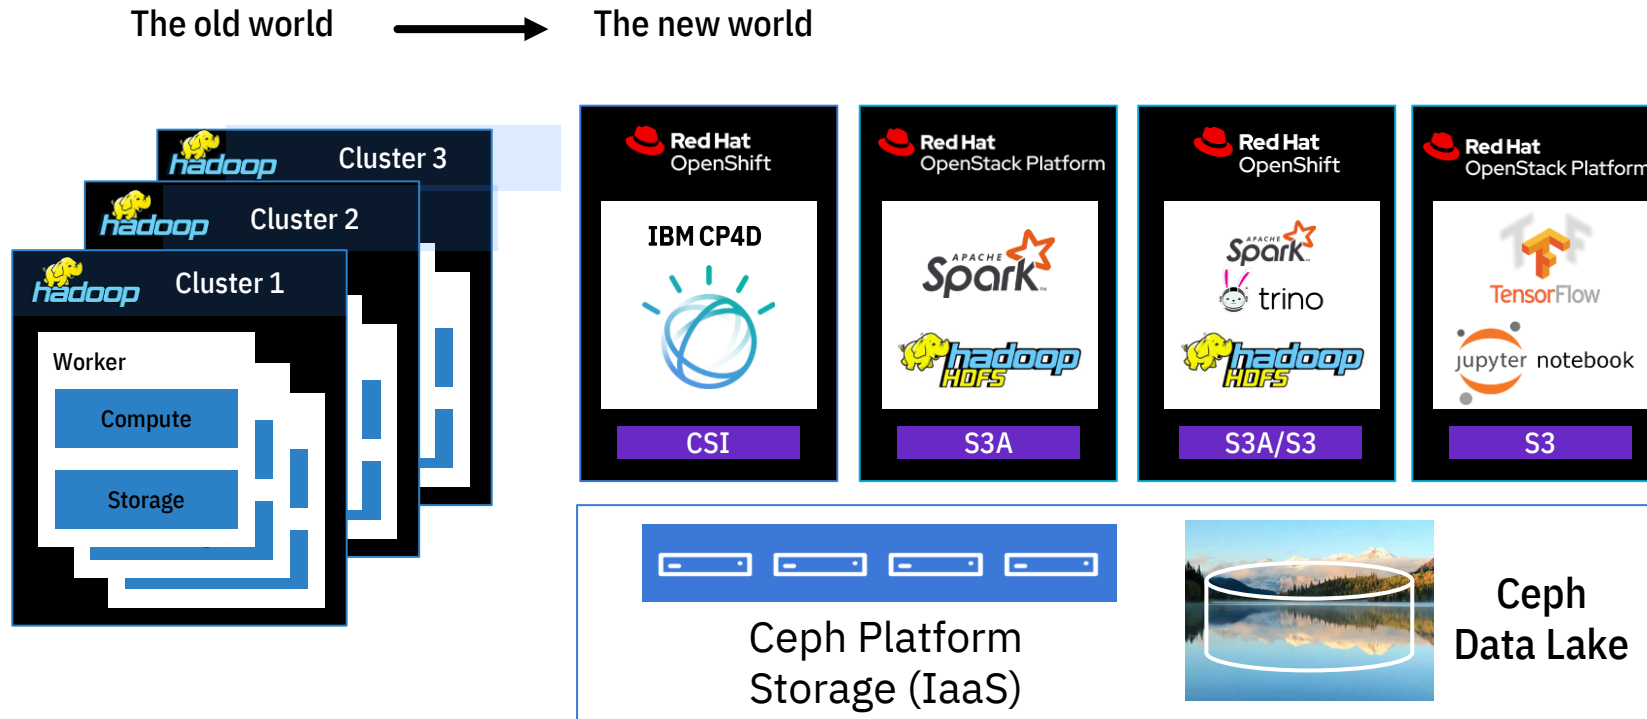 The old world
The new world
hadoop
Cluster 3
hadoop
Cluster 2
hadoop
Cluster 1
Worker
Compute
Storage
Red Hat
OpenShift
IBM CP4D
CSI
Red Hat
OpenStack Platform
APACHE
Spark™
hadoop
HDFS
S3A
Red Hat
OpenShift
APACHE
Spark™
trino
hadoop
HDFS
S3A/S3
Red Hat
OpenStack Platform
TensorFlow
jupyter notebook
S3
Ceph Platform
Storage (IaaS)
Ceph
Data Lake